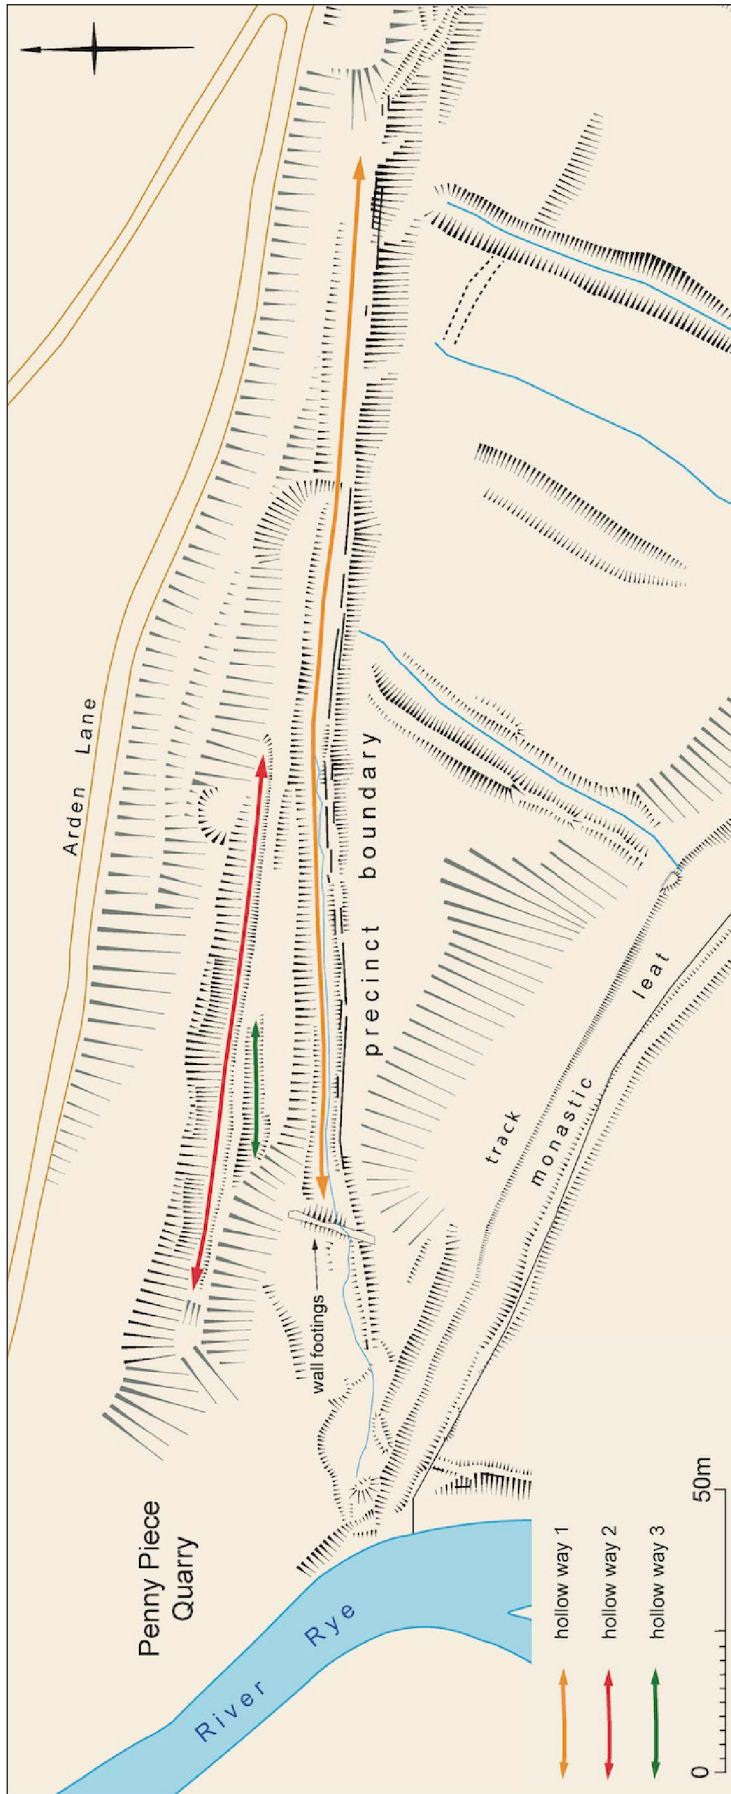 Arden Lane
Penny Piece
Quarry
precinct boundary
wall footings
track
monastic leat
River Rye
hollow way 1
hollow way 2
hollow way 3
0 50m